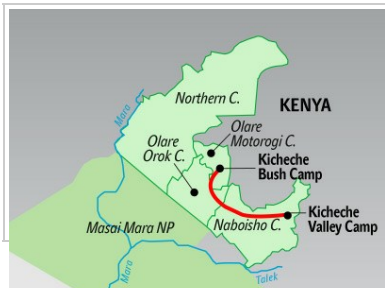 Mara
Northern C.
KENYA
Olare
Motorogi C.
Olare
Orok C.
Kicheche
Bush Camp
Kicheche
Valley Camp
Masai Mara NP
Naboisho C.
Mara
Talek